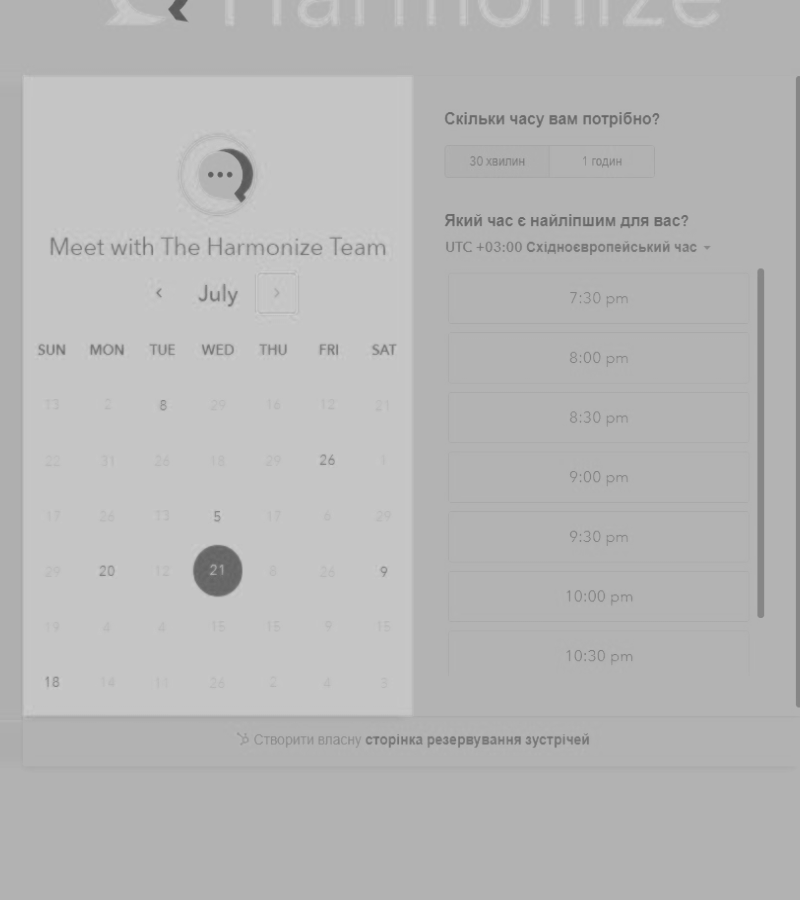 Harmonize
Meet with The Harmonize Team
July
SUN MON TUE WED THU FRI SAT
13 2 8 29 16 12 21
22 31 26 18 29 26 1
17 26 13 5 17 6 29
29 20 12 21 8 26 9
19 4 4 15 15 9 15
18 14 11 26 2 4 3
Скільки часу вам потрібно?
30 хвилин 1 годин
Який час є найліпшим для вас?
UTC +03:00 Східноєвропейський час
7:30 pm
8:00 pm
8:30 pm
9:00 pm
9:30 pm
10:00 pm
10:30 pm
Створити власну сторінка резервування зустрічей